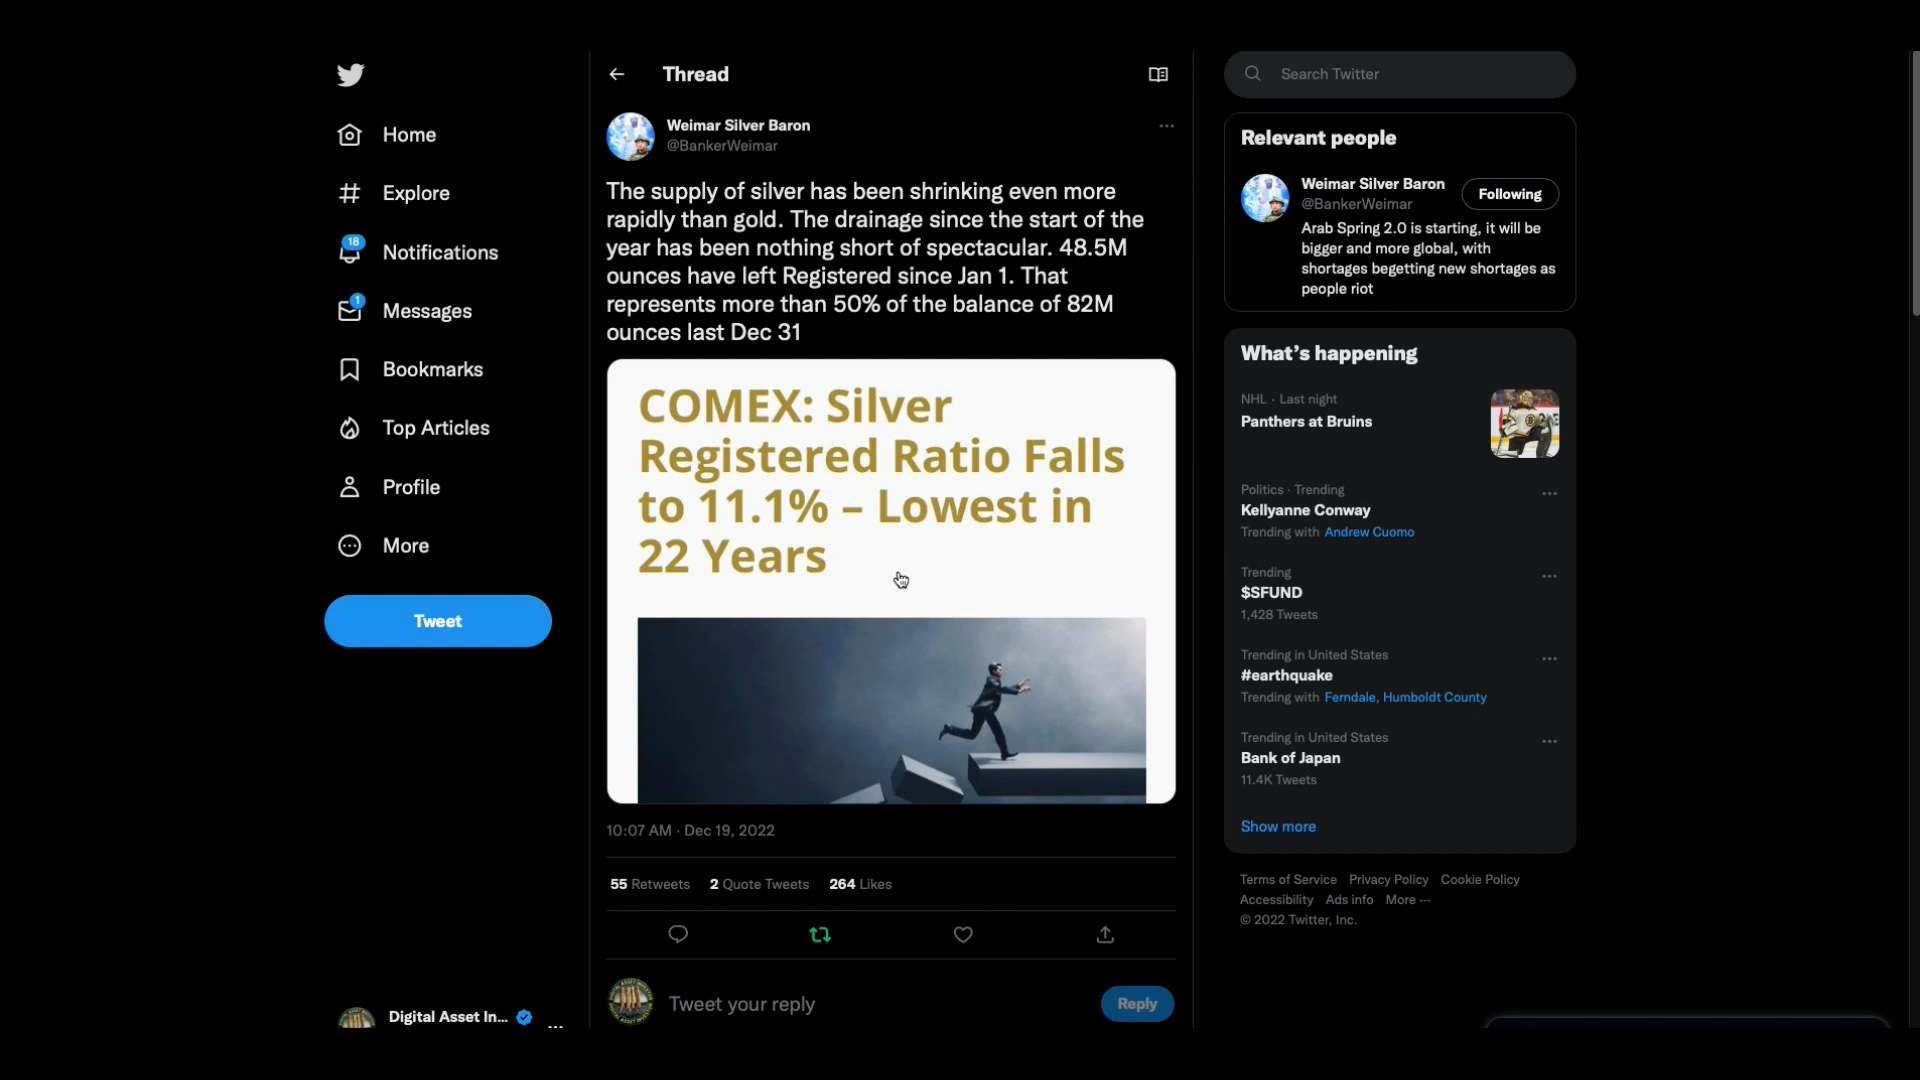 Home
Explore
18
Notifications
1
Messages
Bookmarks
Top Articles
Profile
More
Tweet
Digital Asset In...
Thread
Weimar Silver Baron
@BankerWeimar
The supply of silver has been shrinking even more
rapidly than gold. The drainage since the start of the
year has been nothing short of spectacular. 48.5M
ounces have left Registered since Jan 1. That
represents more than 50% of the balance of 82M
ounces last Dec 31
COMEX: Silver
Registered Ratio Falls
to 11.1% – Lowest in
22 Years
10:07 AM · Dec 19, 2022
55 Retweets 2 Quote Tweets 264 Likes
Tweet your reply
Reply
Search Twitter
Relevant people
Weimar Silver Baron
Following
@BankerWeimar
Arab Spring 2.0 is starting, it will be
bigger and more global, with
shortages begetting new shortages as
people riot
What's happening
NHL · Last night
Panthers at Bruins
Politics · Trending
Kellyanne Conway
Trending with Andrew Cuomo
Trending
$SFUND
1,428 Tweets
Trending in United States
#earthquake
Trending with Ferndale, Humboldt County
Trending in United States
Bank of Japan
11.4K Tweets
Show more
Terms of Service Privacy Policy Cookie Policy
Accessibility Ads info More ···
© 2022 Twitter, Inc.